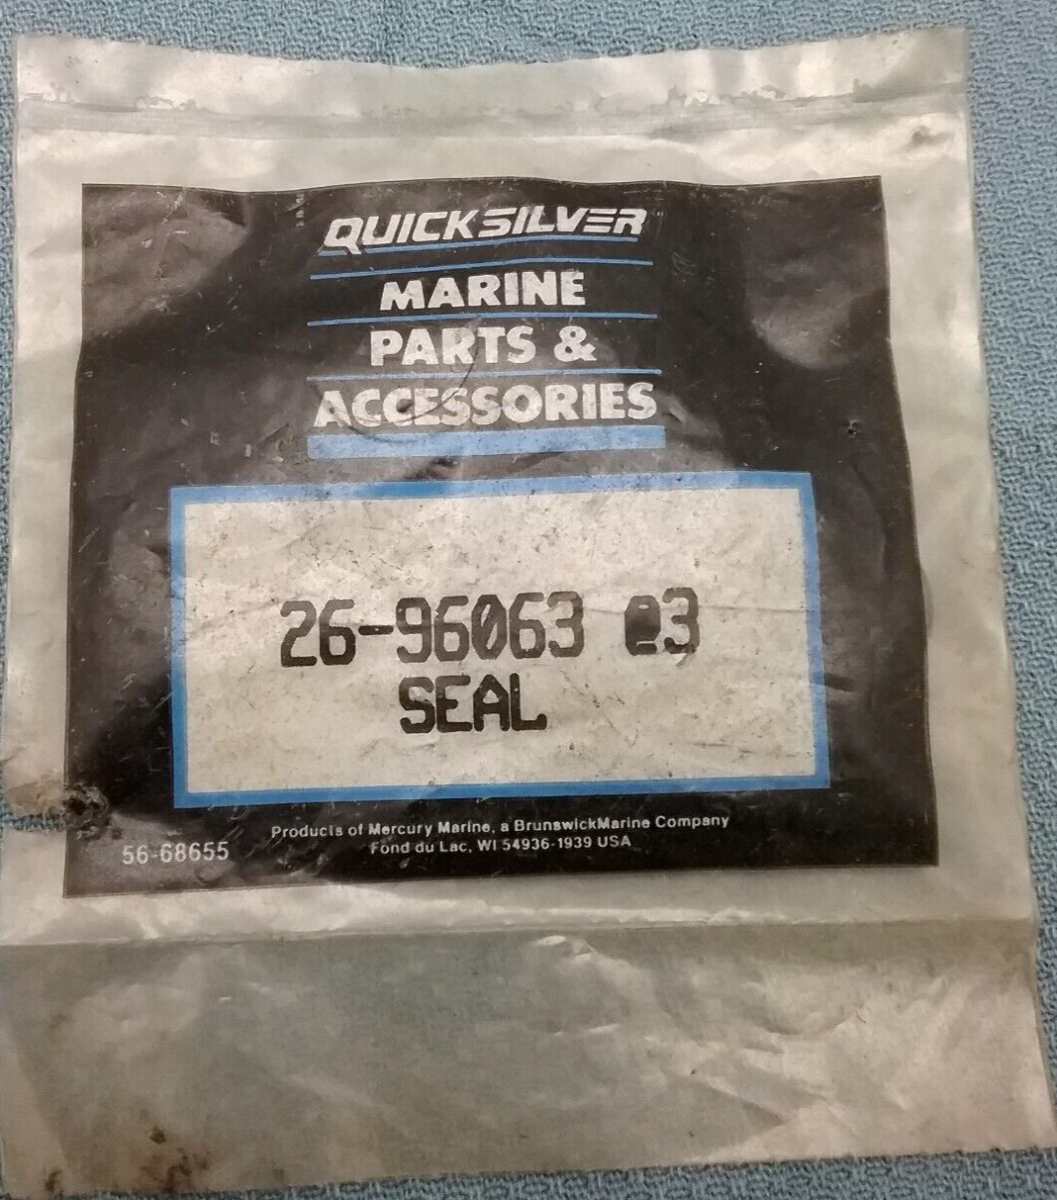 QUICKSILVER
MARINE
PARTS &
ACCESSORIES
26-96063 @3
SEAL
Products of Mercury Marine, a BrunswickMarine Company
56-68655 Fond du Lac, WI 54936-1939 USA